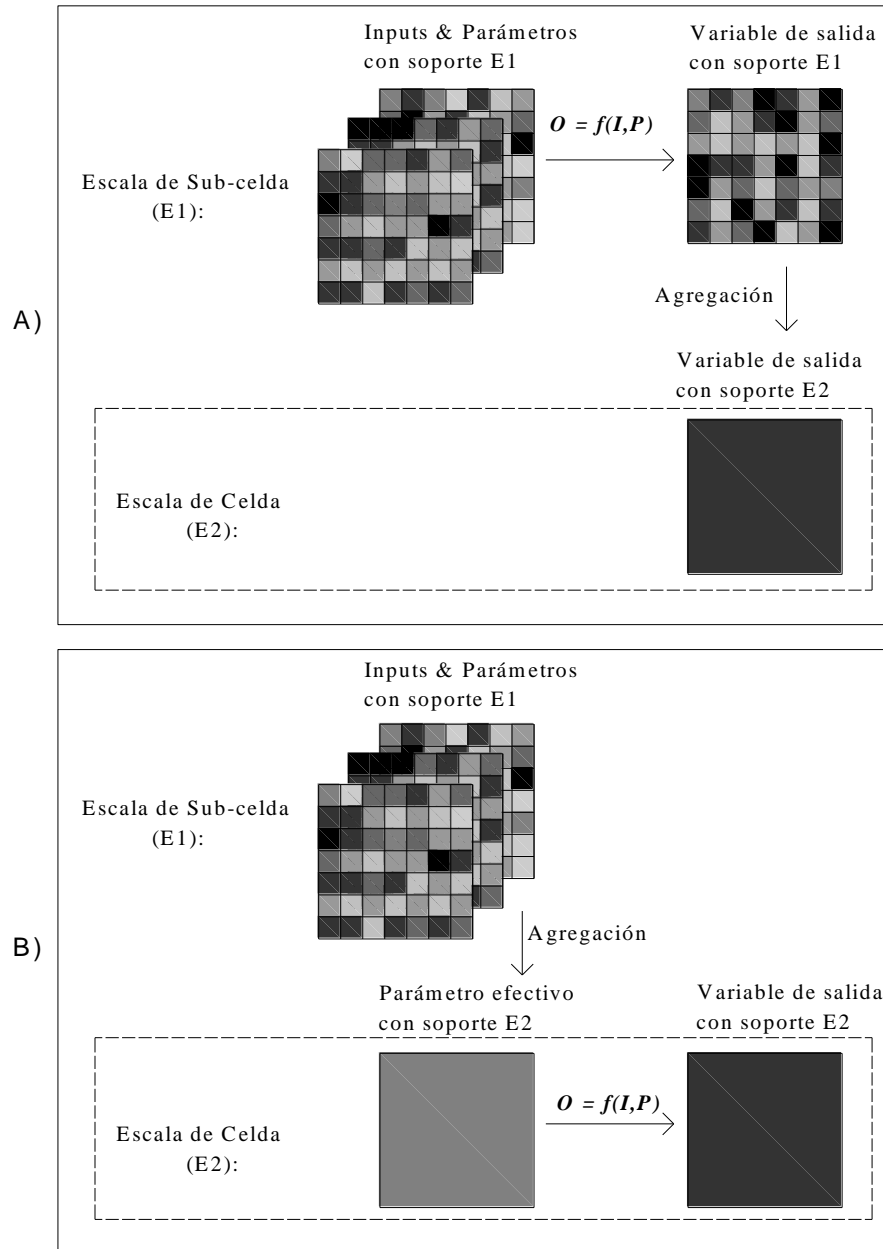 Inputs & Parámetros
con soporte E1
Variable de salida
con soporte E1
O = f(I,P)
Escala de Sub-celda
(E1):
Agregación
A)
Variable de salida
con soporte E2
Escala de Celda
(E2):
Inputs & Parámetros
con soporte E1
Escala de Sub-celda
(E1):
Agregación
B)
Parámetro efectivo
con soporte E2
Variable de salida
con soporte E2
O = f(I,P)
Escala de Celda
(E2):